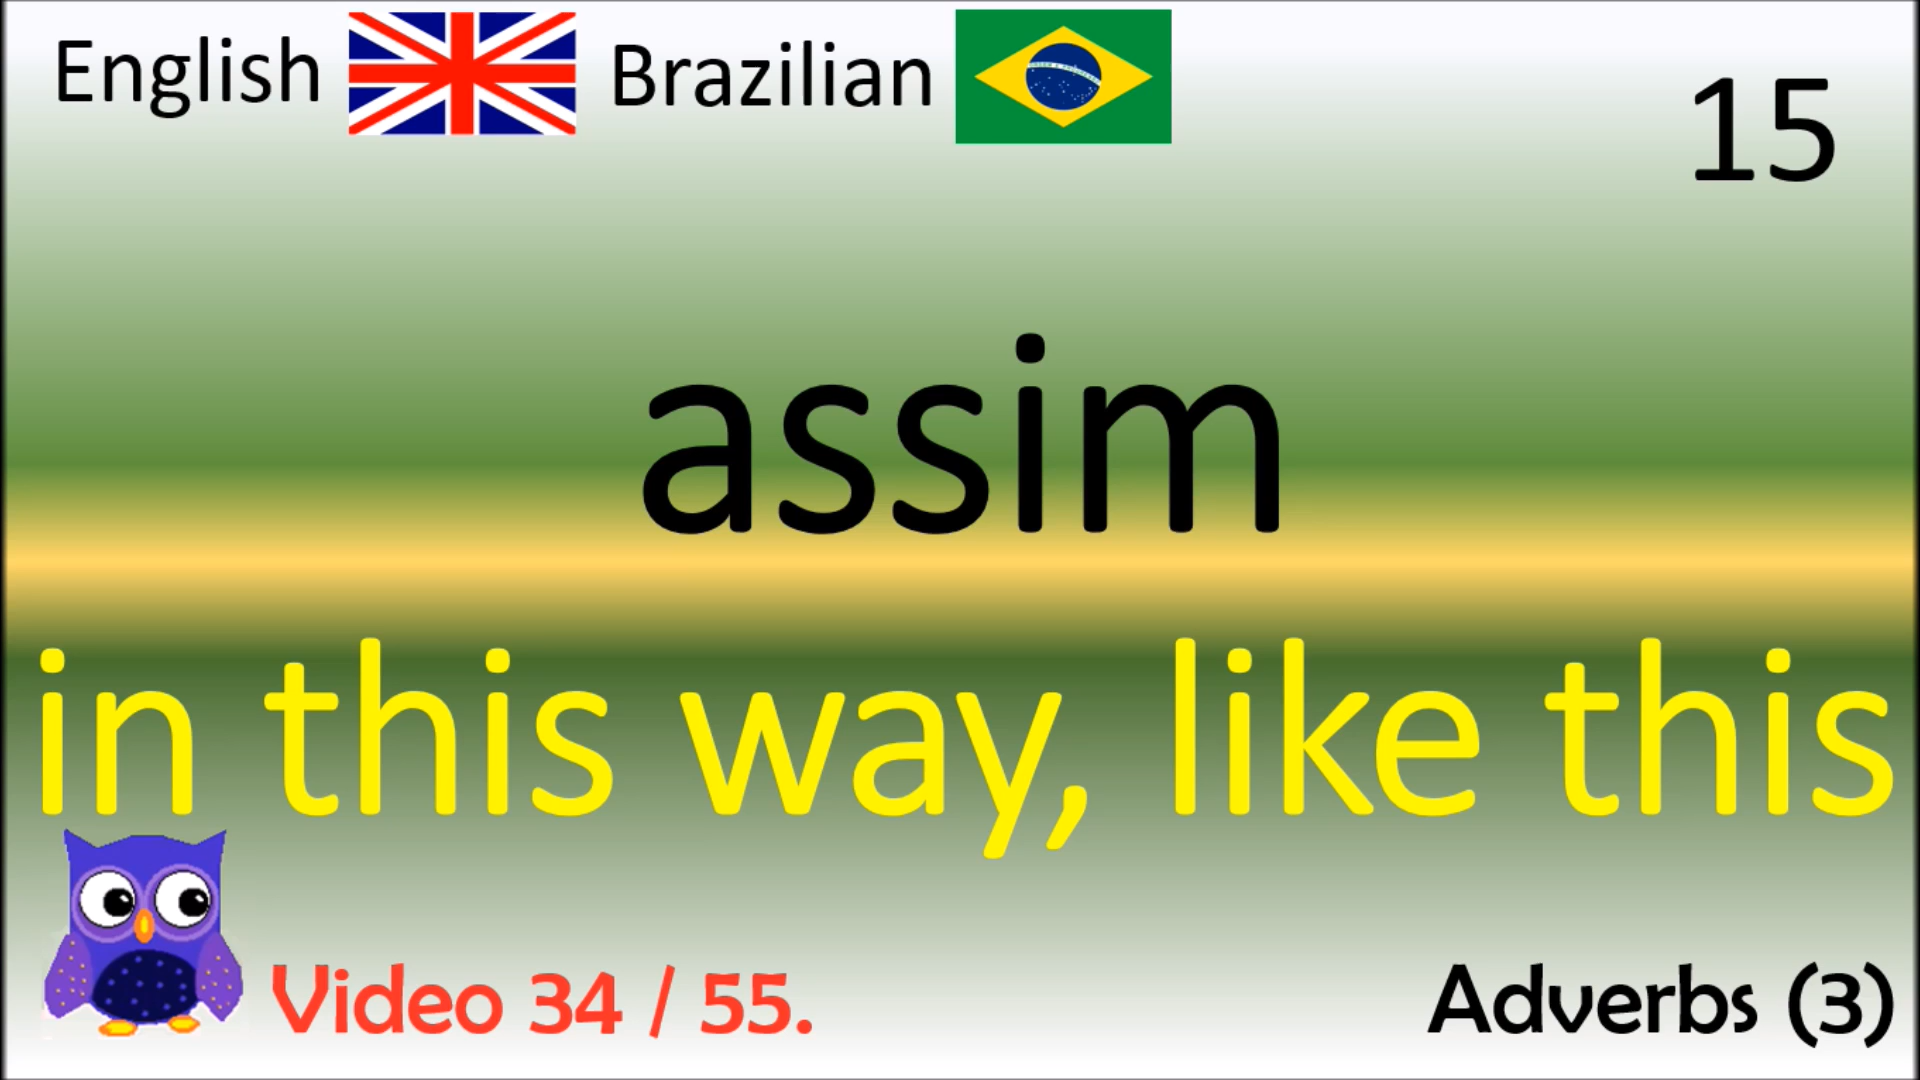 English Brazilian
15
assim
in this way, like this
Video 34 / 55.
Adverbs (3)